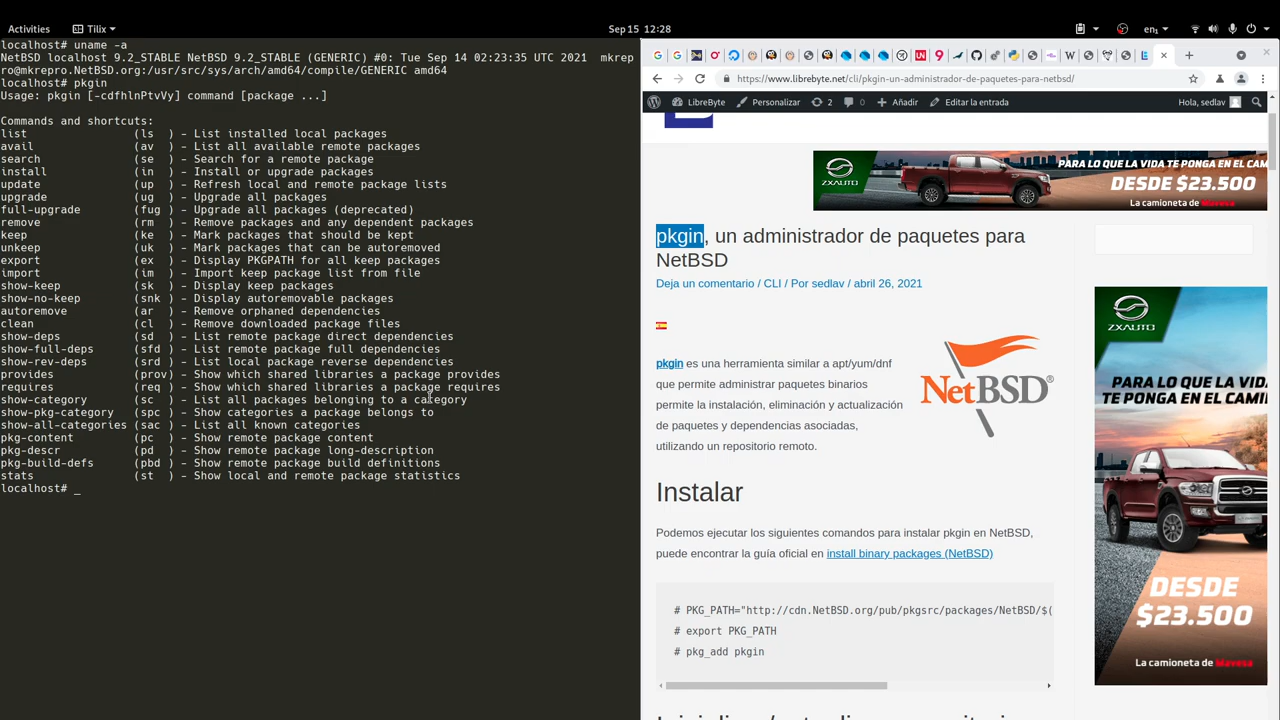 Activities
Tilix
Sep 15 12:28
en₁
localhost# uname -a
NetBSD localhost 9.2_STABLE NetBSD 9.2_STABLE (GENERIC) #0: Tue Sep 14 02:23:35 UTC 2021  mkrep
ro@mkrepro.NetBSD.org:/usr/src/sys/arch/amd64/compile/GENERIC amd64
localhost# pkgin
Usage: pkgin [-cdfhlnPtvVy] command [package ...]
Commands and shortcuts:
list                (ls  ) - List installed local packages
avail               (av  ) - List all available remote packages
search              (se  ) - Search for a remote package
install             (in  ) - Install or upgrade packages
update              (up  ) - Refresh local and remote package lists
upgrade             (ug  ) - Upgrade all packages
full-upgrade        (fug ) - Upgrade all packages (deprecated)
remove              (rm  ) - Remove packages and any dependent packages
keep                (ke  ) - Mark packages that should be kept
unkeep              (uk  ) - Mark packages that can be autoremoved
export              (ex  ) - Display PKGPATH for all keep packages
import              (im  ) - Import keep package list from file
show-keep           (sk  ) - Display keep packages
show-no-keep        (snk ) - Display autoremovable packages
autoremove          (ar  ) - Remove orphaned dependencies
clean               (cl  ) - Remove downloaded package files
show-deps           (sd  ) - List remote package direct dependencies
show-full-deps      (sfd ) - List remote package full dependencies
show-rev-deps       (srd ) - List local package reverse dependencies
provides            (prov) - Show which shared libraries a package provides
requires            (req ) - Show which shared libraries a package requires
show-category       (sc  ) - List all packages belonging to a category
show-pkg-category   (spc ) - Show categories a package belongs to
show-all-categories (sac ) - List all known categories
pkg-content         (pc  ) - Show remote package content
pkg-descr           (pd  ) - Show remote package long-description
pkg-build-defs      (pbd ) - Show remote package build definitions
stats               (st  ) - Show local and remote package statistics
localhost# _
https://www.librebyte.net/cli/pkgin-un-administrador-de-paquetes-para-netbsd/
LibreByte
Personalizar
2
0
Añadir
Editar la entrada
Hola, sedlav
ZXAUTO
PARA LO QUE LA VIDA TE PONGA EN EL CAM
DESDE $23.500
La camioneta de Mavesa
pkgin, un administrador de paquetes para
NetBSD
Deja un comentario / CLI / Por sedlav / abril 26, 2021
pkgin es una herramienta similar a apt/yum/dnf
que permite administrar paquetes binarios
permite la instalación, eliminación y actualización
de paquetes y dependencias asociadas,
utilizando un repositorio remoto.
NetBSD®
Instalar
Podemos ejecutar los siguientes comandos para instalar pkgin en NetBSD,
puede encontrar la guía oficial en install binary packages (NetBSD)
# PKG_PATH="http://cdn.NetBSD.org/pub/pkgsrc/packages/NetBSD/$(
# export PKG_PATH
# pkg_add pkgin
ZXAUTO
PARA LO QUE LA VIDA
TE PONGA EN EL CAMI
DESDE
$23.500
La camioneta de Mavesa